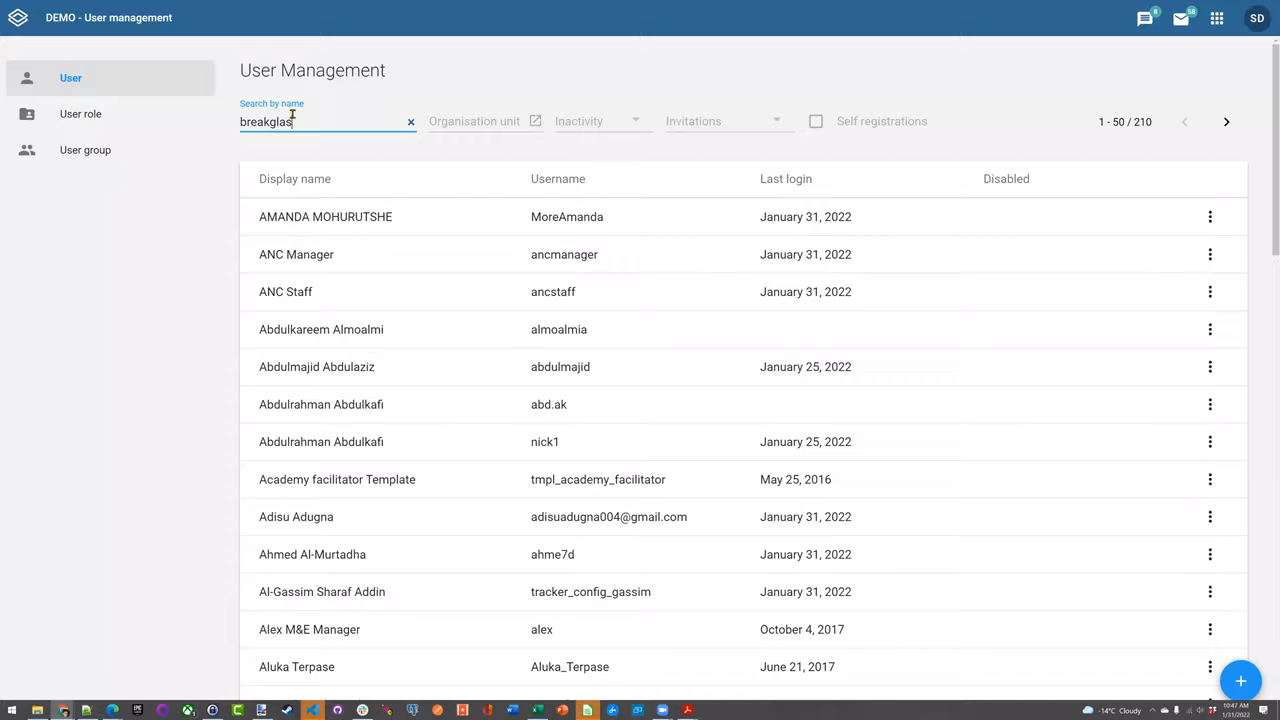 DEMO - User management
8
58
SD
User
User role
User group
User Management
Search by name
breakglas
Organisation unit
Inactivity
Invitations
Self registrations
1 - 50 / 210
Display name Username Last login Disabled
AMANDA MOHURUTSHE MoreAmanda January 31, 2022
ANC Manager ancmanager January 31, 2022
ANC Staff ancstaff January 31, 2022
Abdulkareem Almoalmi almoalmia
Abdulmajid Abdulaziz abdulmajid January 25, 2022
Abdulrahman Abdulkafi abd.ak
Abdulrahman Abdulkafi nick1 January 25, 2022
Academy facilitator Template tmpl_academy_facilitator May 25, 2016
Adisu Adugna adisuadugna004@gmail.com January 31, 2022
Ahmed Al-Murtadha ahme7d January 31, 2022
Al-Gassim Sharaf Addin tracker_config_gassim January 31, 2022
Alex M&E Manager alex October 4, 2017
Aluka Terpase Aluka_Terpase June 21, 2017
-14°C Cloudy
10:47 AM
1/31/2022